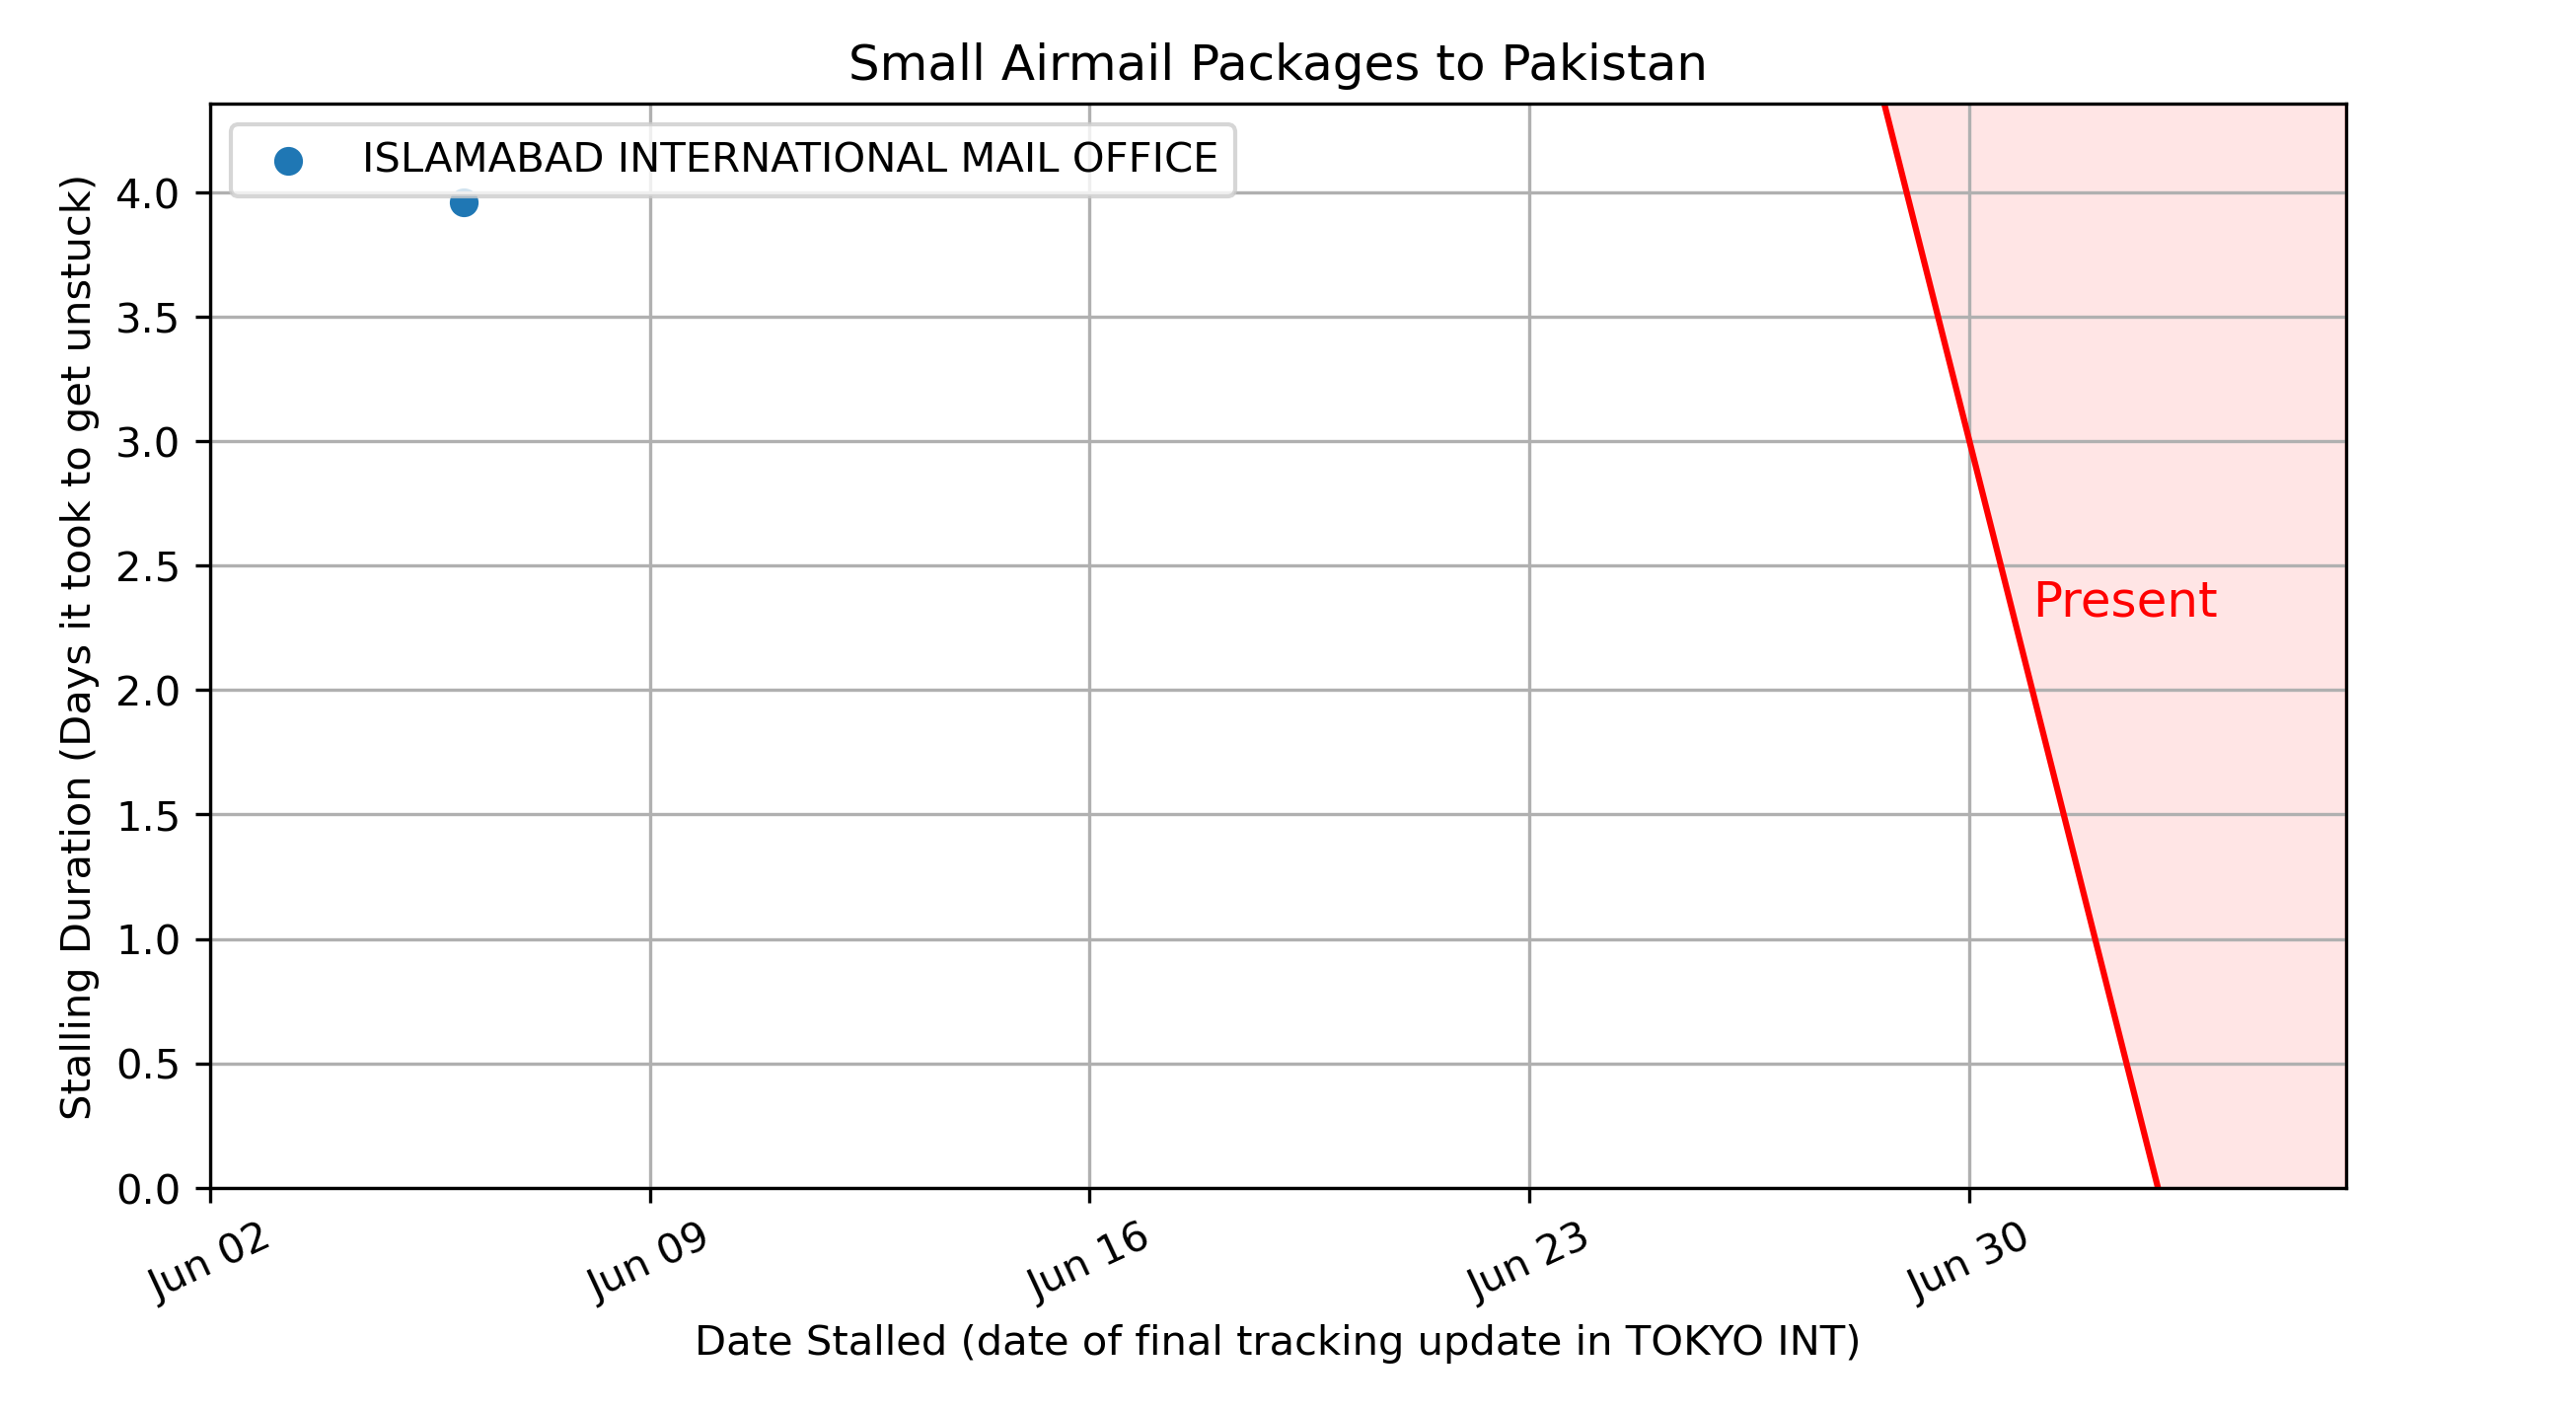 Small Airmail Packages to Pakistan
ISLAMABAD INTERNATIONAL MAIL OFFICE
Stalling Duration (Days it took to get unstuck)
4.0
3.5
3.0
2.5
2.0
1.5
1.0
0.5
0.0
Present
Jun 02
Jun 09
Jun 16
Jun 23
Jun 30
Date Stalled (date of final tracking update in TOKYO INT)